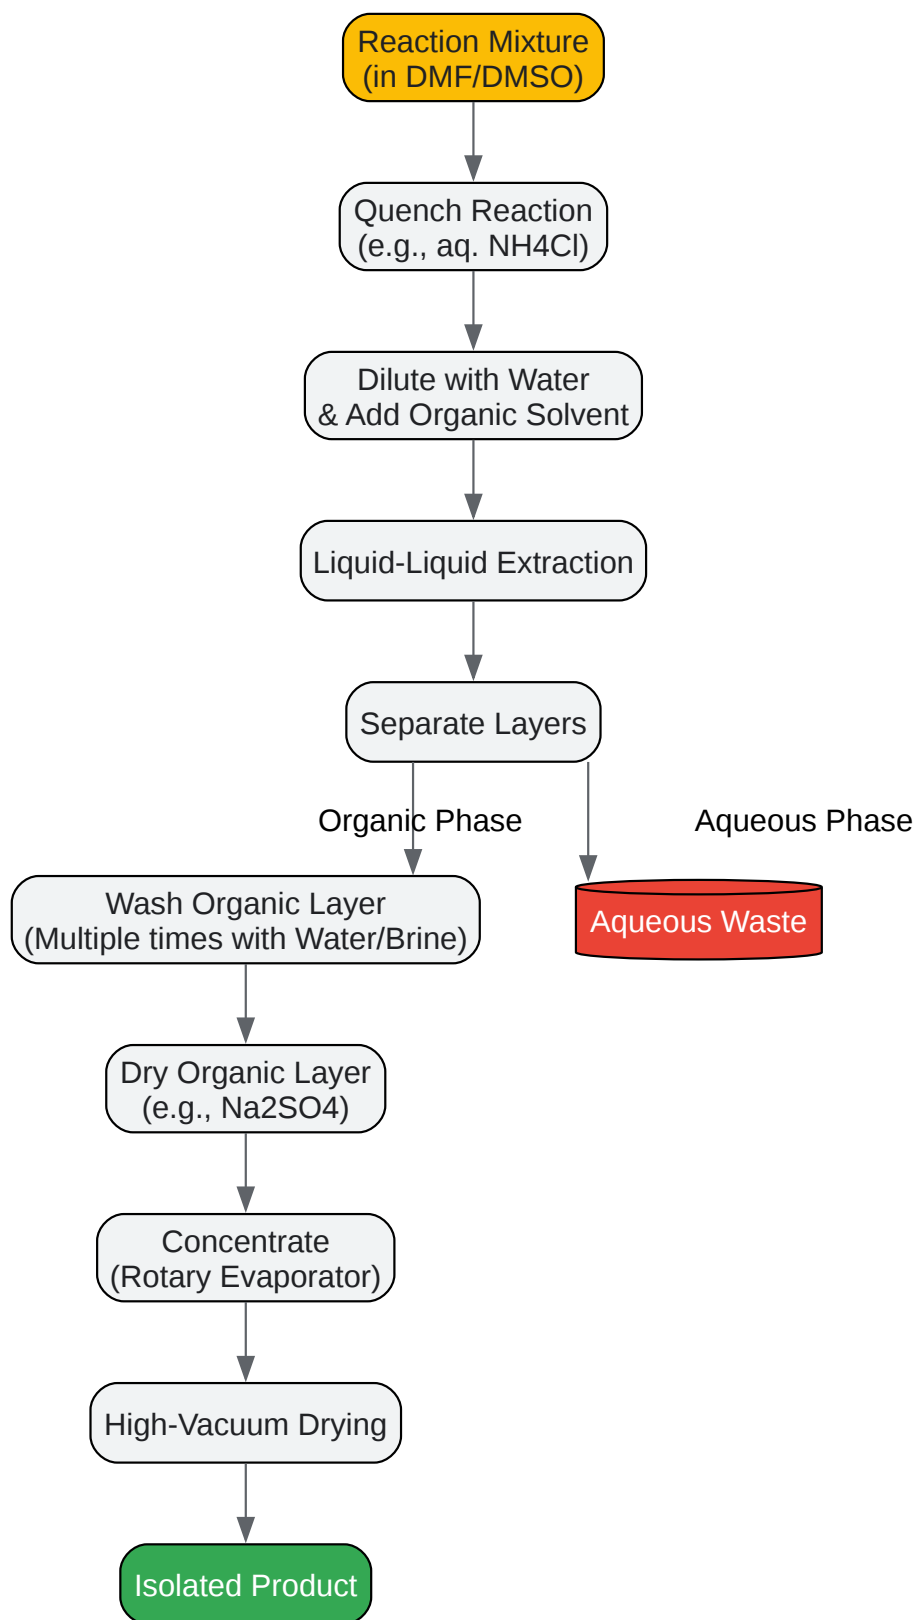 Reaction Mixture
(in DMF/DMSO)
Quench Reaction
(e.g., aq. NH4Cl)
Dilute with Water
& Add Organic Solvent
Liquid-Liquid Extraction
Separate Layers
Organic Phase
Aqueous Phase
Wash Organic Layer
(Multiple times with Water/Brine)
Aqueous Waste
Dry Organic Layer
(e.g., Na2SO4)
Concentrate
(Rotary Evaporator)
High-Vacuum Drying
Isolated Product